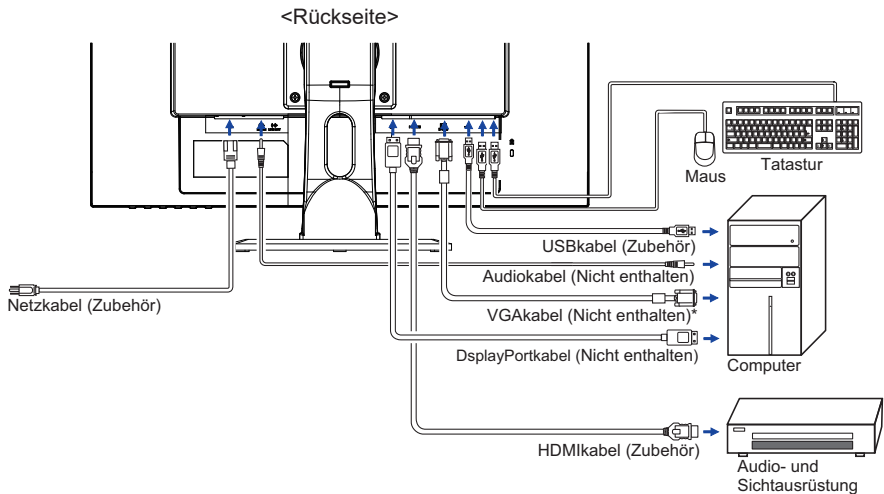 <Rückseite>
Maus
Tatastur
USBkabel (Zubehör)
Audiokabel (Nicht enthalten)
Netzkabel (Zubehör)
VGAkabel (Nicht enthalten)*
DsplayPortkabel (Nicht enthalten)
Computer
HDMIkabel (Zubehör)
Audio- und
Sichtausrüstung